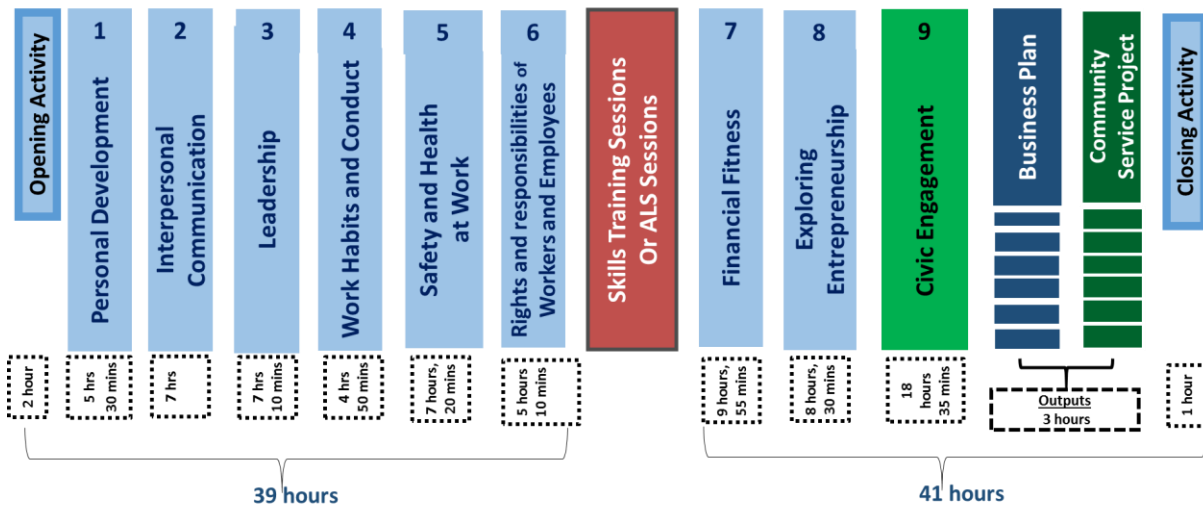 Opening Activity
1
Personal Development
2
Interpersonal
Communication
3
Leadership
4
Work Habits and Conduct
5
Safety and Health
at Work
6
Rights and responsibilities of
Workers and Employees
Skills Training Sessions
Or ALS Sessions
7
Financial Fitness
8
Exploring
Entrepreneurship
9
Civic Engagement
Business Plan
Community
Service Project
Closing Activity
2 hour
5 hrs
30 mins
7 hrs
7 hrs
10 mins
4 hrs
50 mins
7 hours,
20 mins
5 hours
10 mins
9 hours,
55 mins
8 hours,
30 mins
18
hours
35 mins
Outputs
3 hours
1 hour
39 hours
41 hours